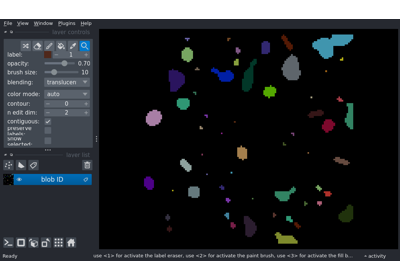 File View Window Plugins Help
layer controls
label: 1
opacity: 0.70
brush size: 10
blending: translucen
color mode: auto
contour: 0
n edit dim: 2
contiguous:
preserve labels:
show selected:
layer list
blob ID
Ready
use <1> for activate the label eraser, use <2> for activate the paint brush, use <3> for activate the fill b...
activity